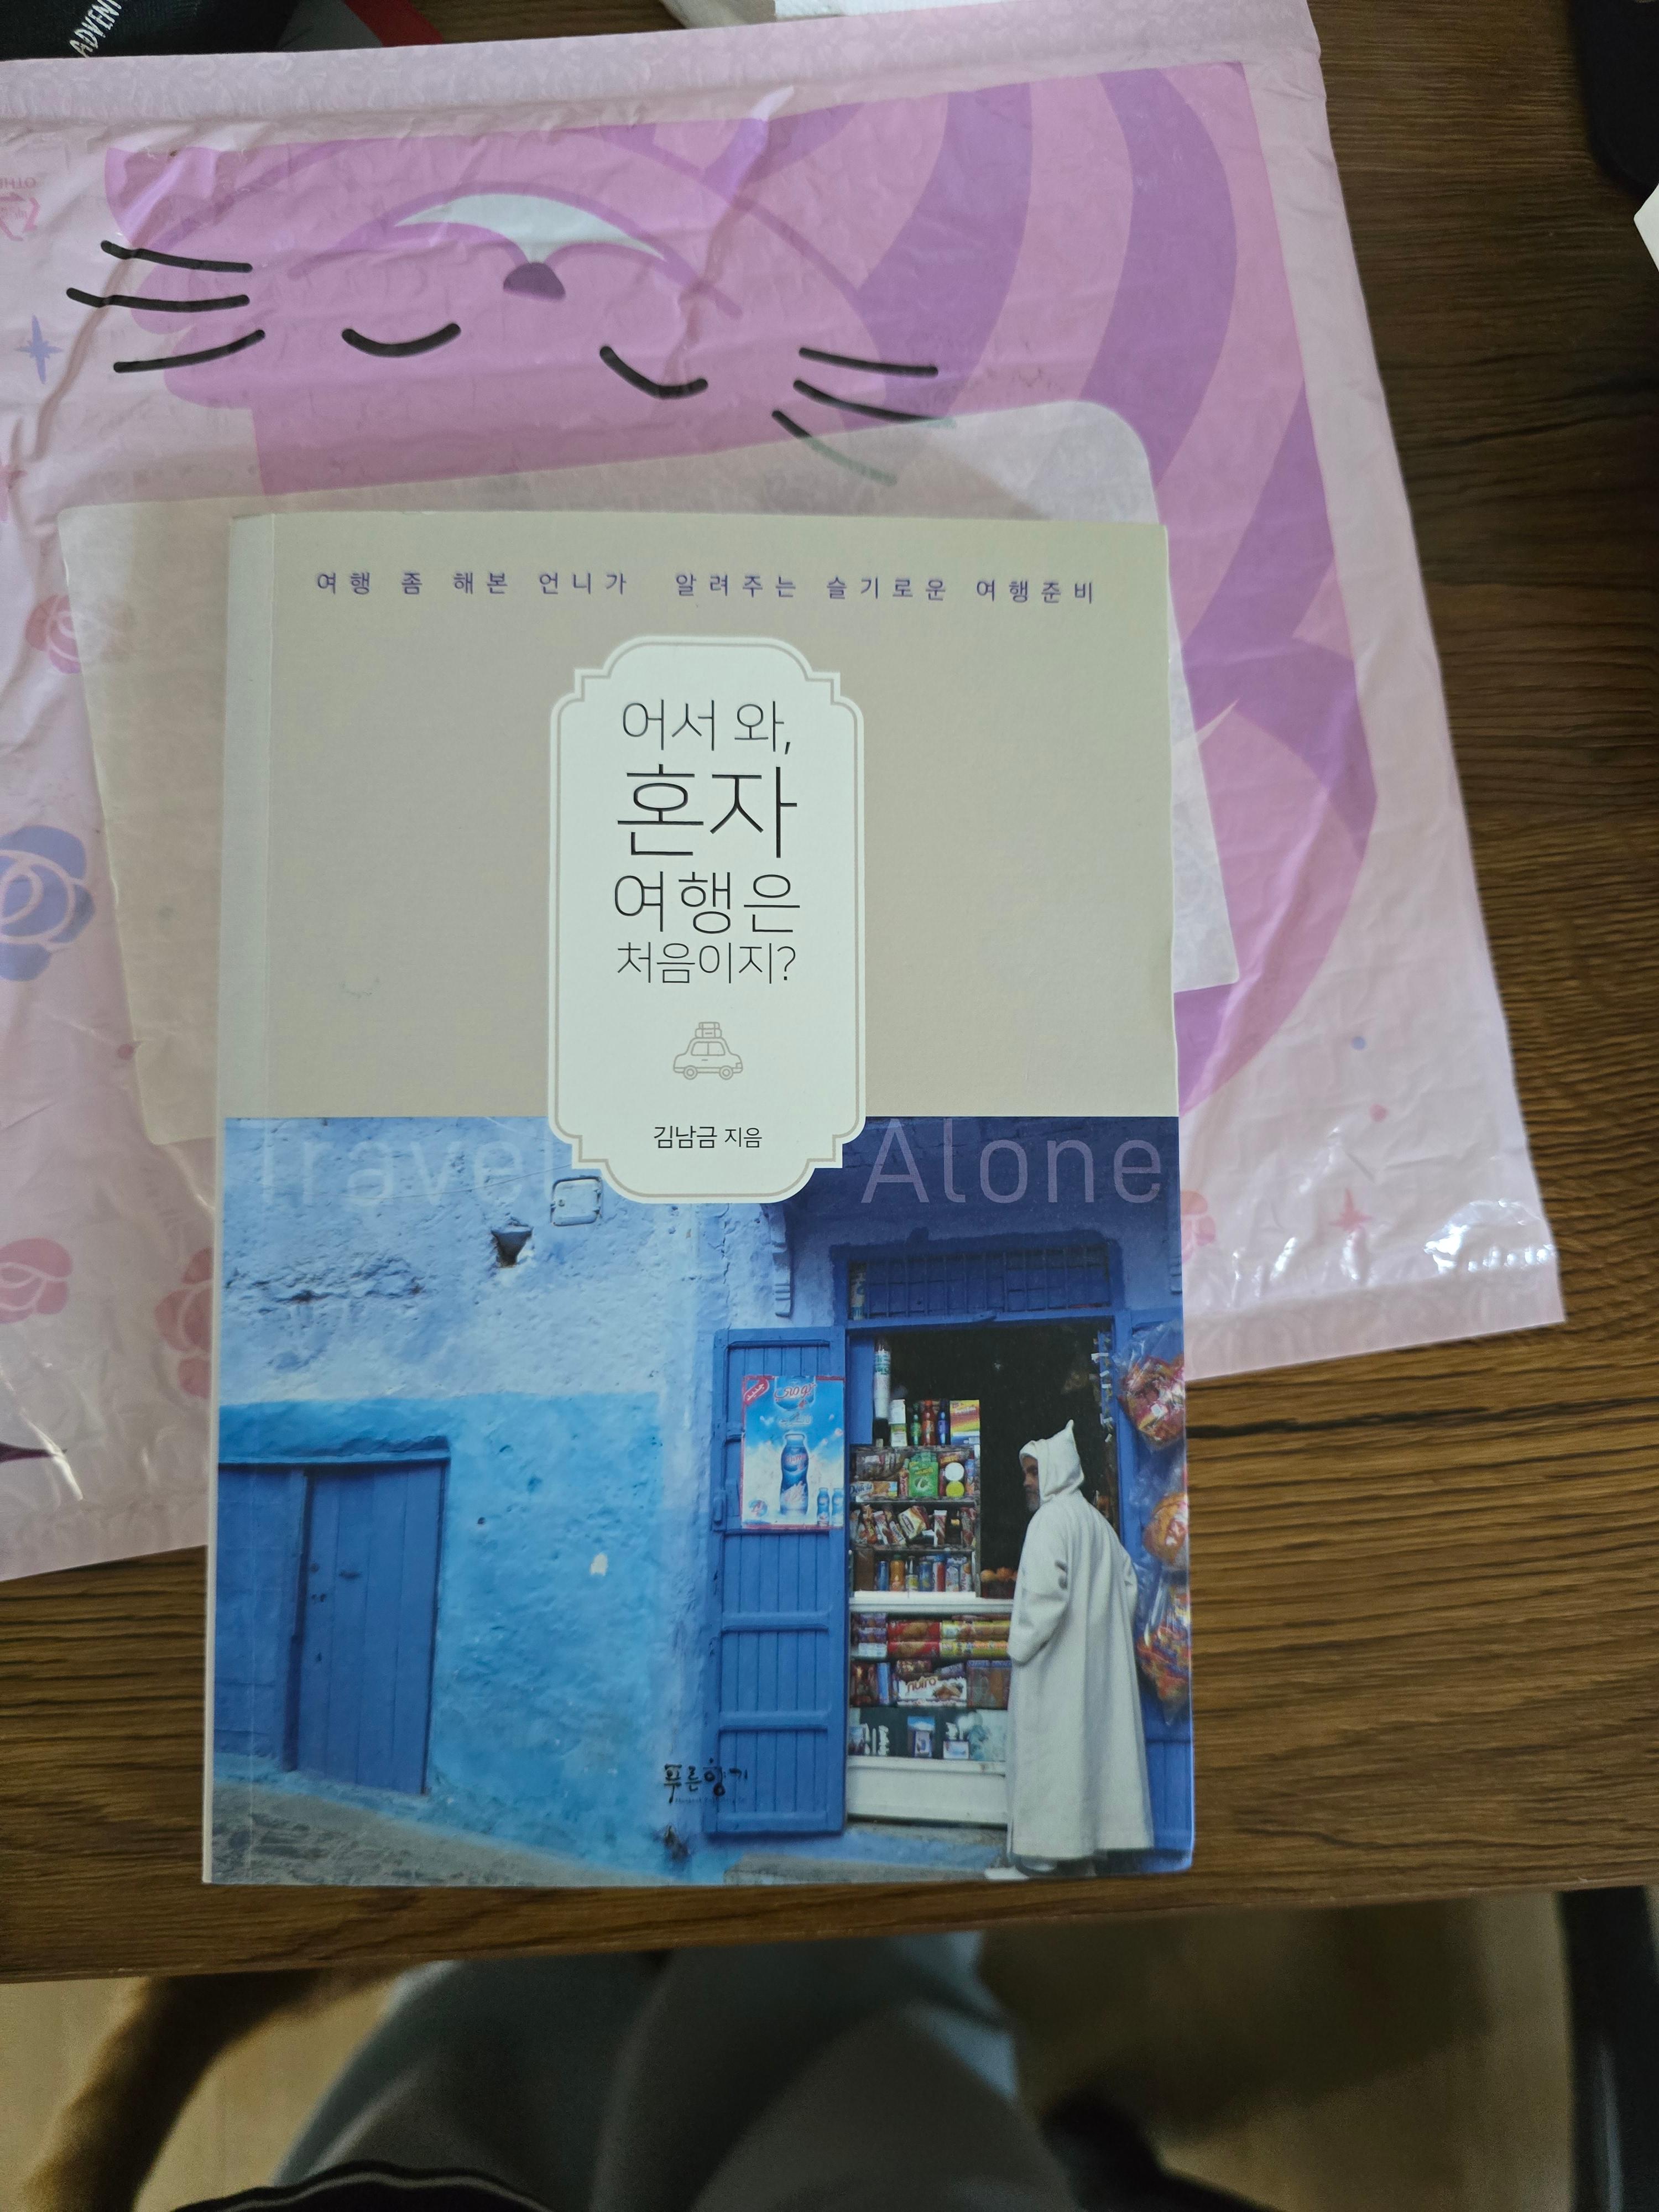 여행 좀 해본 언니가 알려주는 슬기로운 여행준비
어서 와,
혼자
여행은
처음이지?
김남금 지음
Travel Alone
nuiro
푸른향기